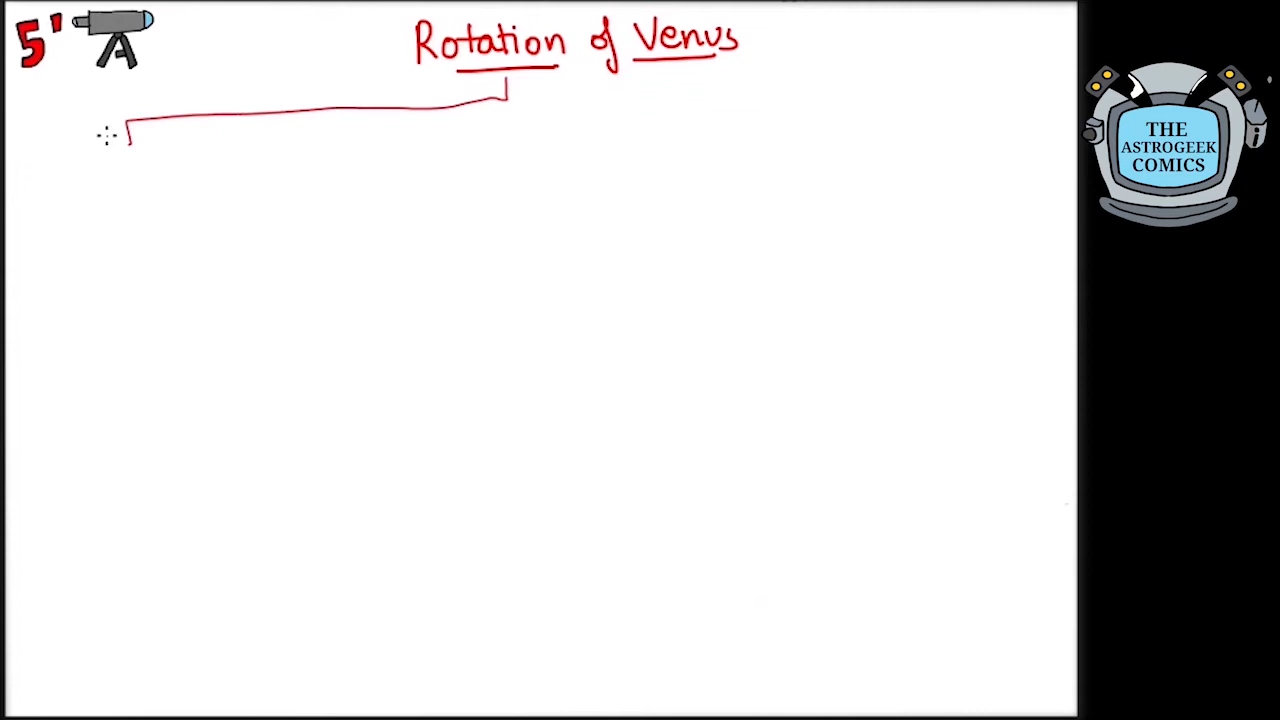 5'
Rotation of Venus
THE
ASTROGEEK
COMICS
i